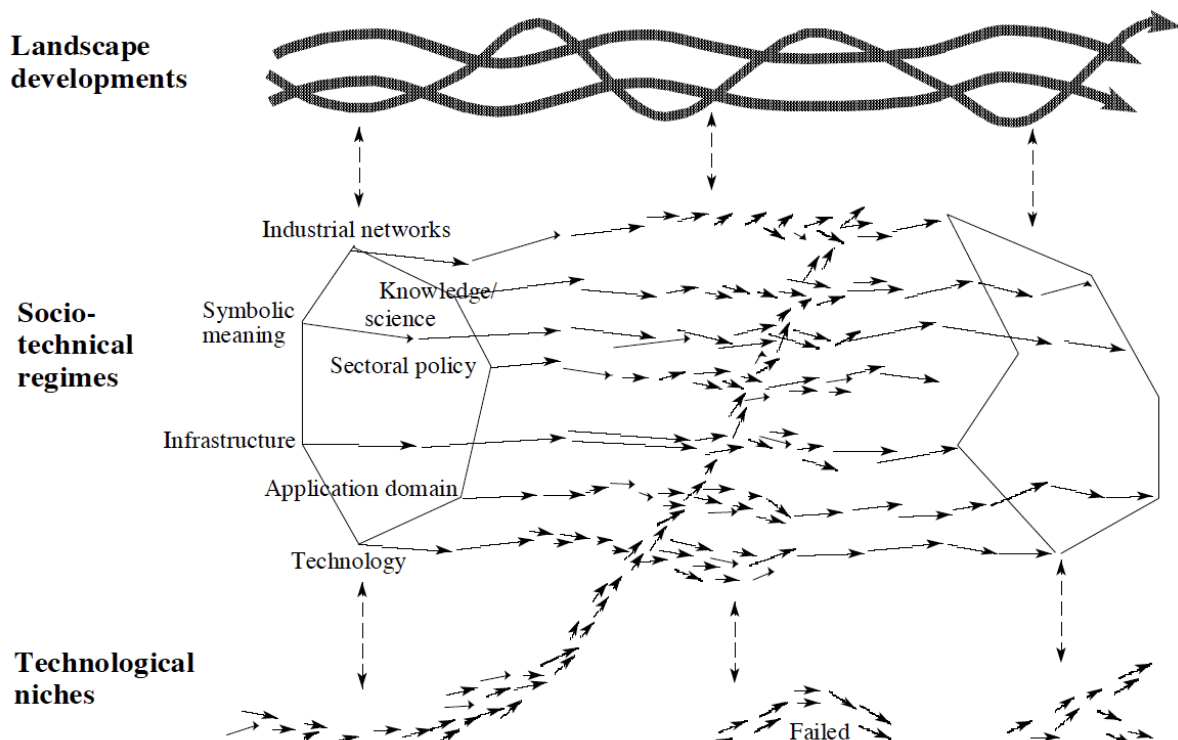 Landscape
developments
Industrial networks
Knowledge/
science
Symbolic
meaning
Socio-
technical
regimes
Sectoral policy
Infrastructure
Application domain
Technology
Technological
niches
Failed